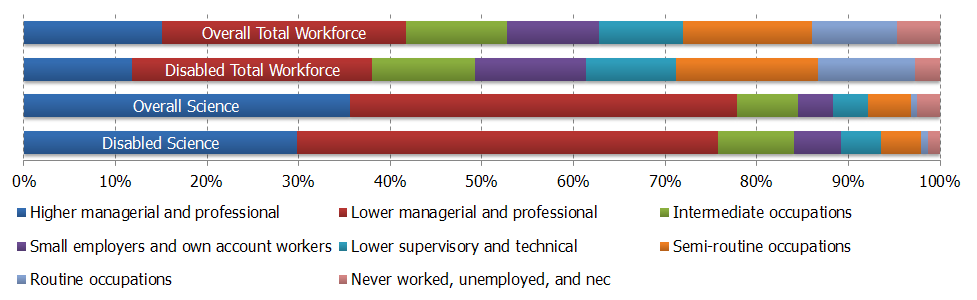 Overall Total Workforce
Disabled Total Workforce
Overall Science
Disabled Science
0% 10% 20% 30% 40% 50% 60% 70% 80% 90% 100%
Higher managerial and professional Lower managerial and professional Intermediate occupations
Small employers and own account workers Lower supervisory and technical Semi-routine occupations
Routine occupations Never worked, unemployed, and nec